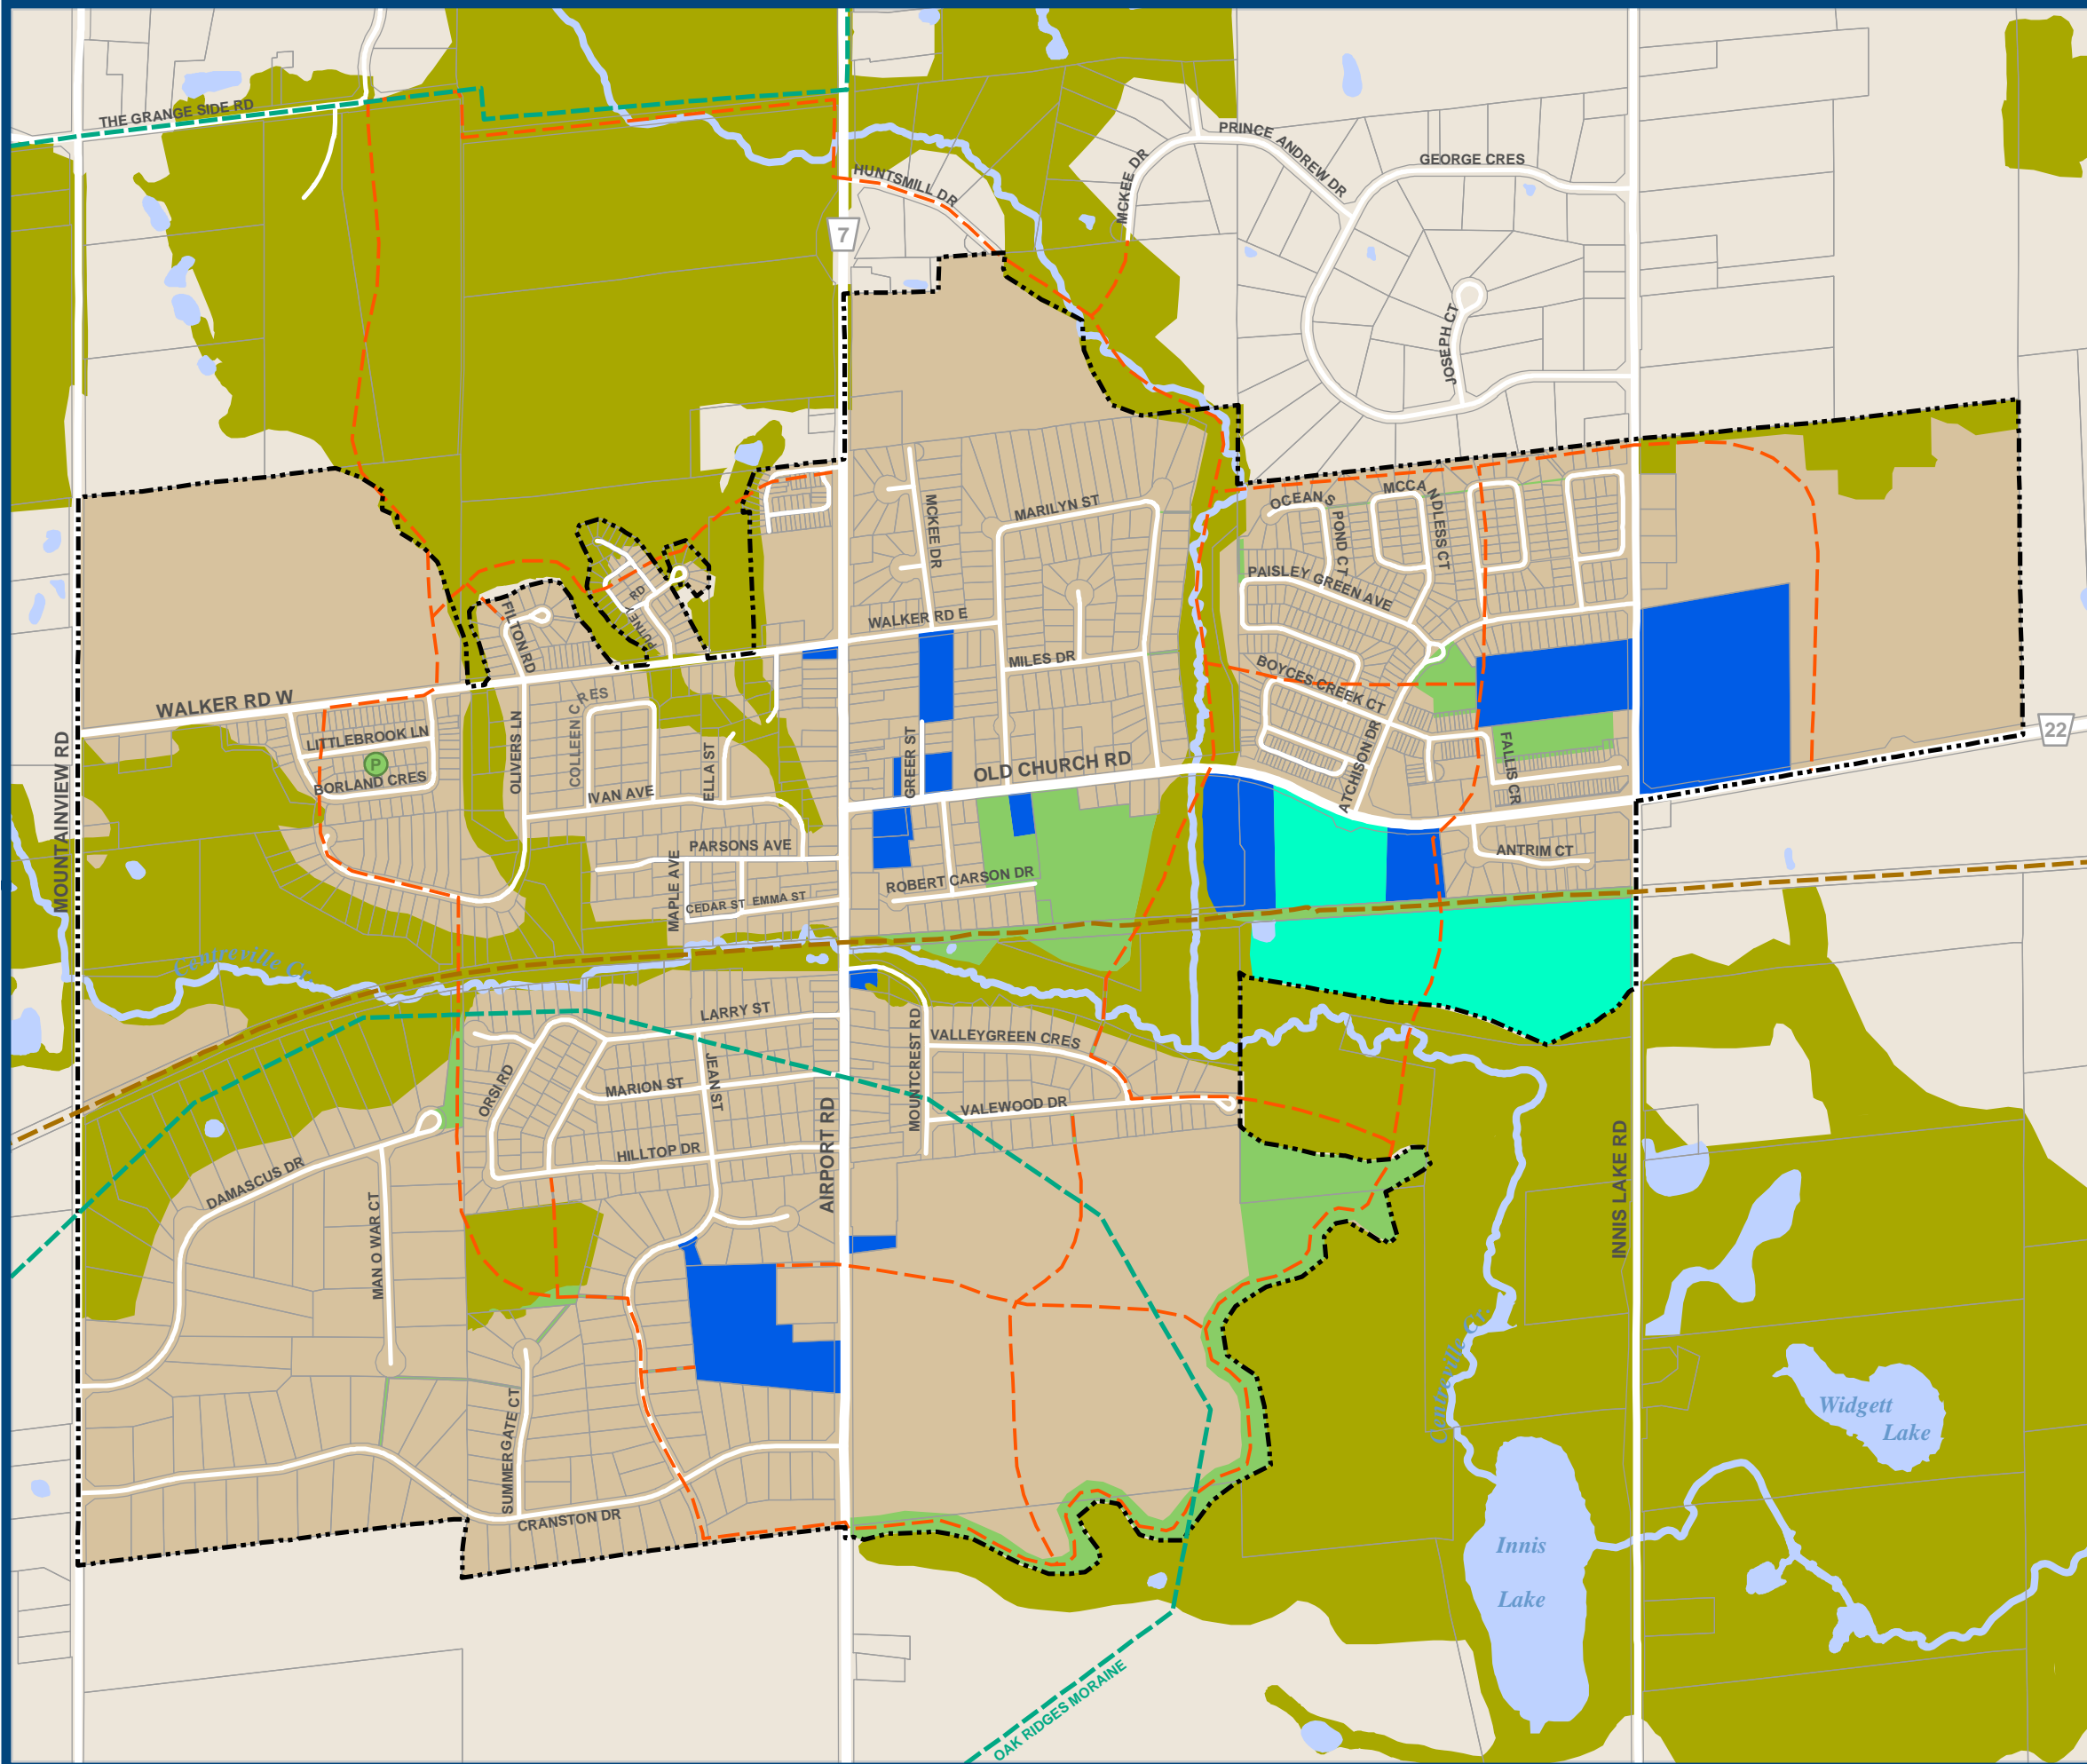 THE GRANGE SIDE RD
PRINCE ANDREW DR
GEORGE CRES
MCKEE DR
HUNTSMILL DR
7
JOSEPH CT
OCEANS POND CT
MCCANDLESS CT
MARILYN ST
MCKEE DR
PAISLEY GREEN AVE
PUTNEY RD
FILTON RD
WALKER RD E
MILES DR
BOYCES CREEK CT
WALKER RD W
COLLEEN CRES
OLIVERS LN
LITTLEBROOK LN
P
BORLAND CRES
IVAN AVE
ELLA ST
GREER ST
OLD CHURCH RD
ATCHISON DR
FALLIS CR
22
MOUNTAINVIEW RD
PARSONS AVE
ANTRIM CT
MAPLE AVE
CEDAR ST
EMMA ST
ROBERT CARSON DR
Centreville Cr.
LARRY ST
MOUNTCREST RD
VALLEYGREEN CRES
ORSI RD
MARION ST
JEAN ST
VALEWOOD DR
AIRPORT RD
HILLTOP DR
DAMASCUS DR
MAN O WAR CT
INNIS LAKE RD
Centreville Cr.
SUMMERGATE CT
CRANSTON DR
Widgett
Lake
Innis
Lake
OAK RIDGES MORAINE